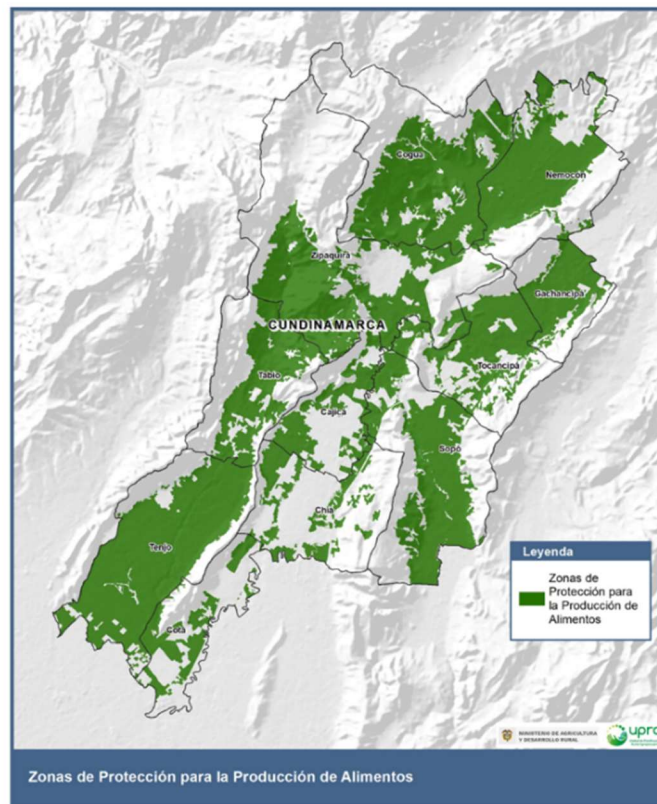 Cogua
Nemocón
Zipaquirá
Gachancipá
CUNDINAMARCA
Tocancipá
Tabio
Cajicá
Sopó
Chía
Tenjo
Cota
Leyenda
Zonas de
Protección para
la Producción de
Alimentos
MINISTERIO DE AGRICULTURA
Y DESARROLLO RURAL
upra
Zonas de Protección para la Producción de Alimentos